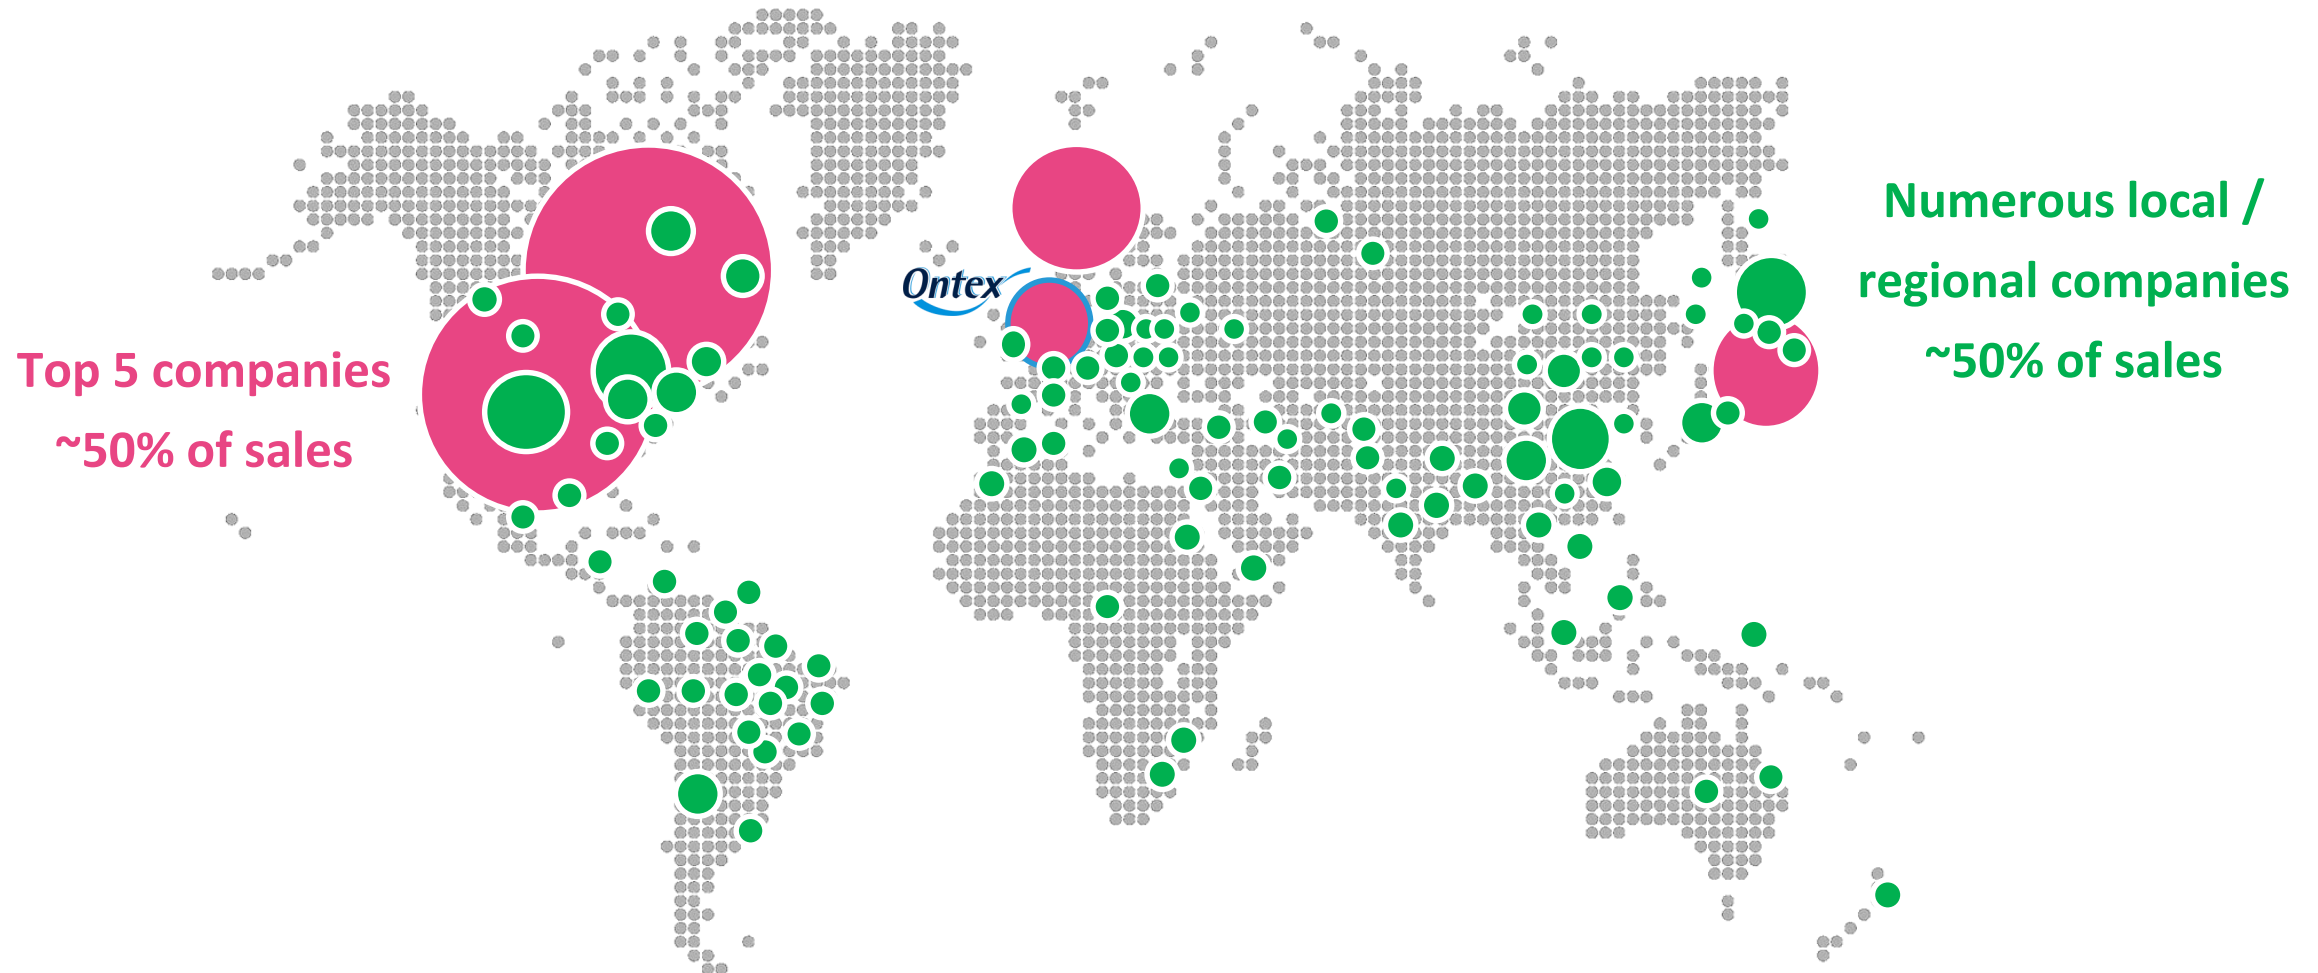 Numerous local /
regional companies
~50% of sales
Ontex
Top 5 companies
~50% of sales